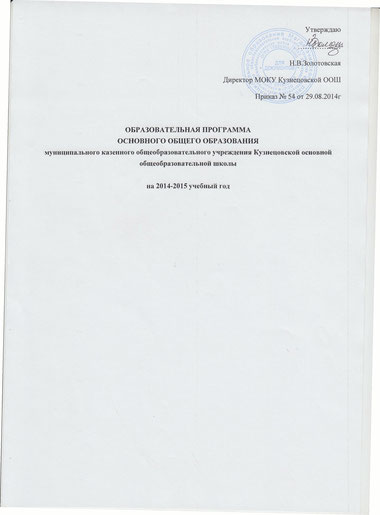 Утверждаю
Н.В.Золотовская
Директор МОКУ Кузнецовской ООШ
Приказ № 54 от 29.08.2014г
ОБРАЗОВАТЕЛЬНАЯ ПРОГРАММА
ОСНОВНОГО ОБЩЕГО ОБРАЗОВАНИЯ
муниципального казенного общеобразовательного учреждения Кузнецовской основной
общеобразовательной школы
на 2014-2015 учебный год